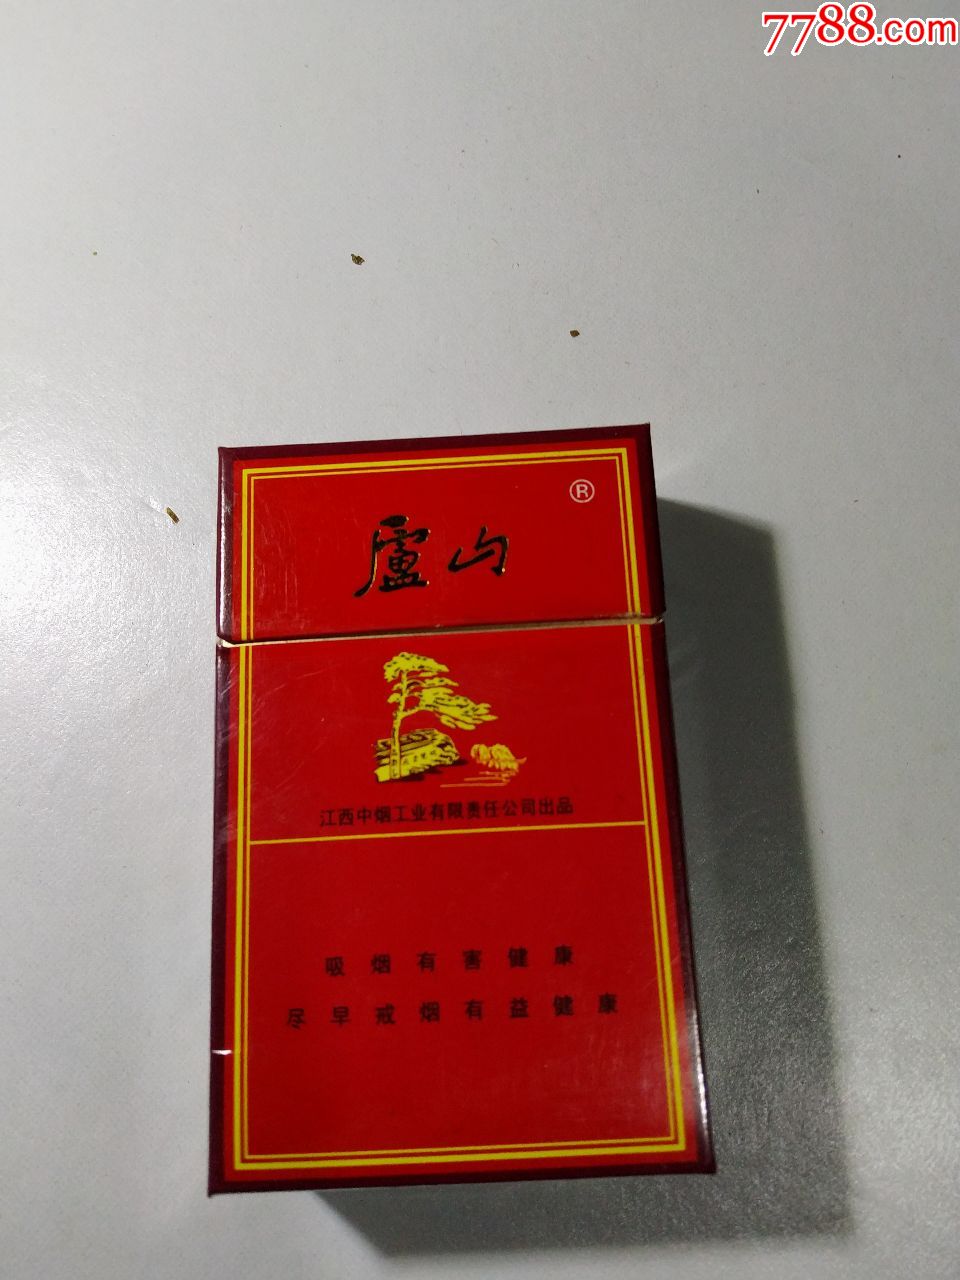 7788.com
®
廬山
江西中烟工业有限责任公司出品
吸烟有害健康
尽早戒烟有益健康